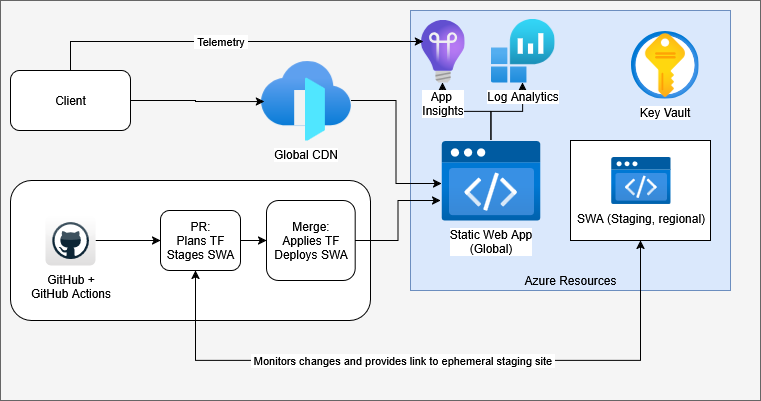 Telemetry
Client
Global CDN
App
Insights
Log Analytics
Key Vault
Static Web App
(Global)
SWA (Staging, regional)
Azure Resources
GitHub +
GitHub Actions
PR:
Plans TF
Stages SWA
Merge:
Applies TF
Deploys SWA
Monitors changes and provides link to ephemeral staging site